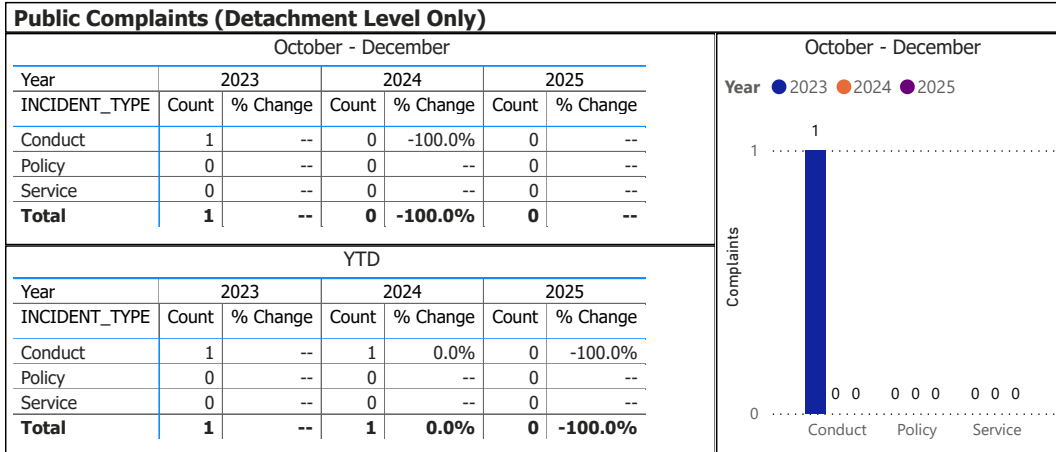 Public Complaints (Detachment Level Only)
October - December
Year 2023 2024 2025
INCIDENT_TYPE Count % Change Count % Change Count % Change
Conduct 1 -- 0 -100.0% 0 --
Policy 0 -- 0 -- 0 --
Service 0 -- 0 -- 0 --
Total 1 -- 0 -100.0% 0 --
YTD
Year 2023 2024 2025
INCIDENT_TYPE Count % Change Count % Change Count % Change
Conduct 1 -- 1 0.0% 0 -100.0%
Policy 0 -- 0 -- 0 --
Service 0 -- 0 -- 0 --
Total 1 -- 1 0.0% 0 -100.0%
October - December
Year 2023 2024 2025
1
1
Complaints
0 0 0 0 0 0 0 0
0
Conduct Policy Service